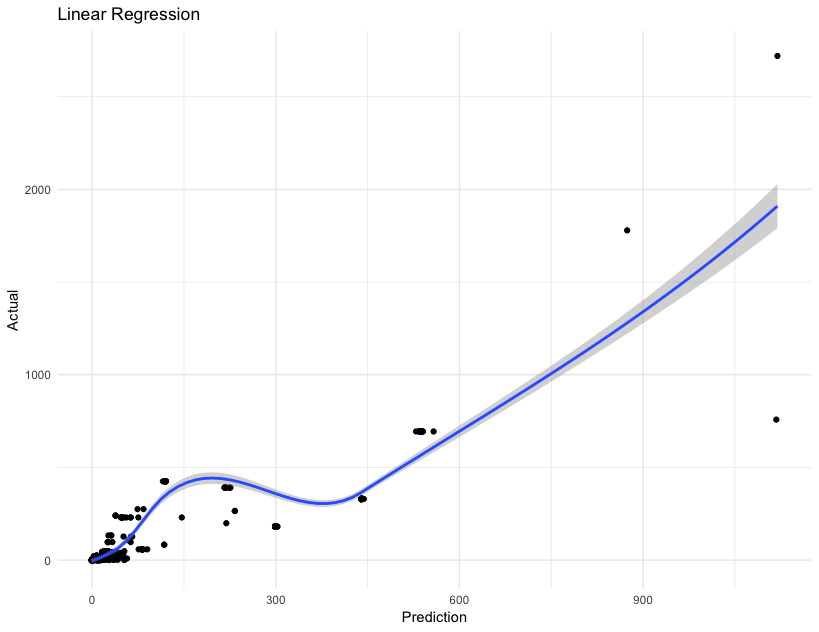 Linear Regression
Actual
2000
1000
0
0 300 600 900
Prediction